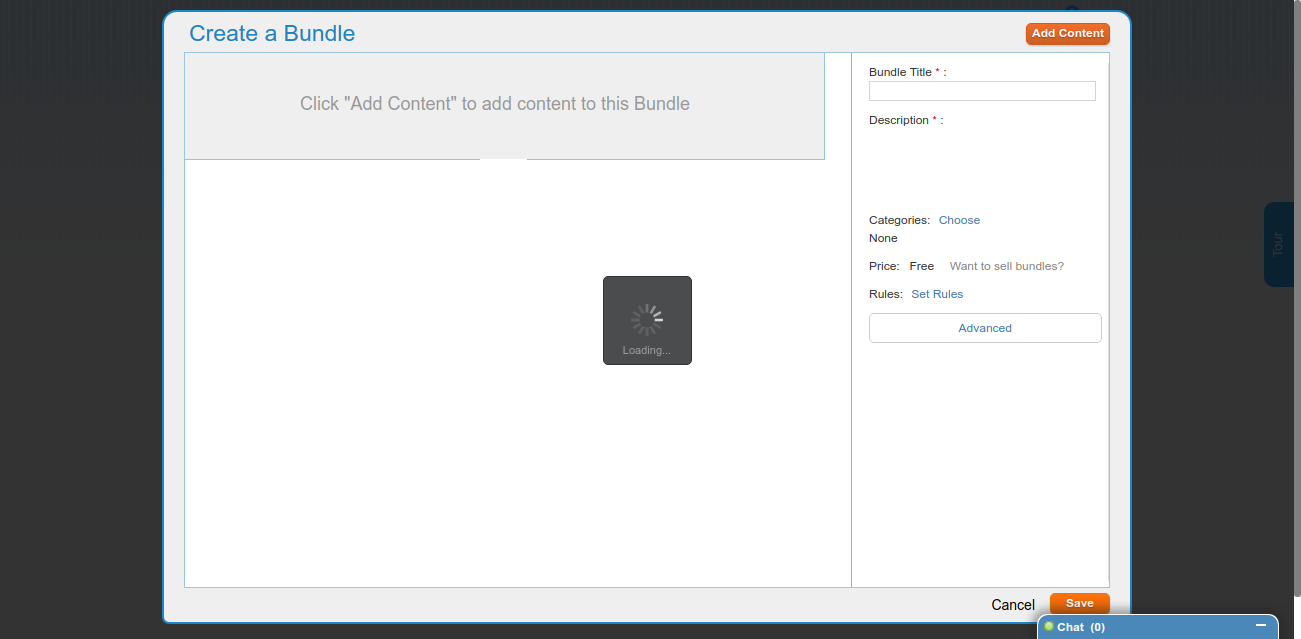 Create a Bundle
Add Content
Click "Add Content" to add content to this Bundle
Bundle Title * :
Description * :
Categories: Choose
None
Price: Free Want to sell bundles?
Rules: Set Rules
Advanced
Loading...
Tour
Cancel
Save
Chat (0)